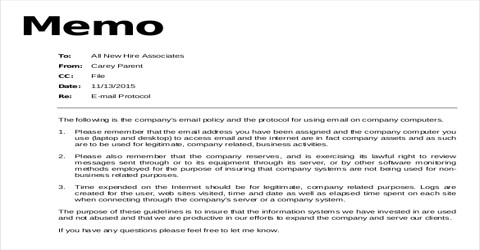 Memo
To: All New Hire Associates
From: Carey Parent
CC: File
Date: 11/13/2015
Re: E-mail Protocol
The following is the company's email policy and the protocol for using email on company computers.
1. Please remember that the email address you have been assigned and the company computer you
use (laptop and desktop) to access email and the Internet are in fact company assets and as such
are to be used for legitimate, company related, business activities.
2. Please also remember that the company reserves, and is exercising its lawful right to review
messages sent through or to its equipment through its server, or by other software monitoring
methods employed for the purpose of insuring that company systems are not being used for non-
business related purposes.
3. Time expended on the Internet should be for legitimate, company related purposes. Logs are
created for the user, web sites visited, time and date as well as elapsed time spent on each site
when connecting through the company's server or a company system.
The purpose of these guidelines is to insure that the information systems we have invested in are used
and not abused and that we are productive in our efforts to expand the company and serve our clients.
If you have any questions please feel free to let me know.